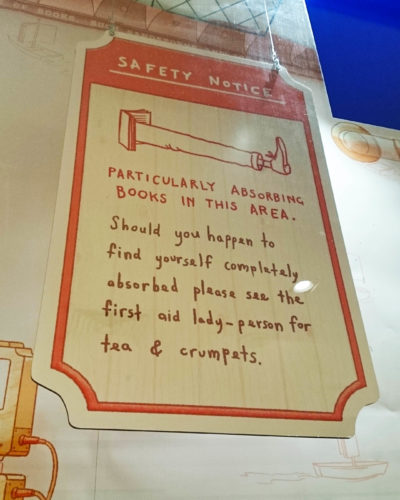 SAFETY NOTICE
PARTICULARLY ABSORBING
BOOKS IN THIS AREA.
Should you happen to
find yourself completely
absorbed please see the
first aid lady-person for
tea & crumpets.